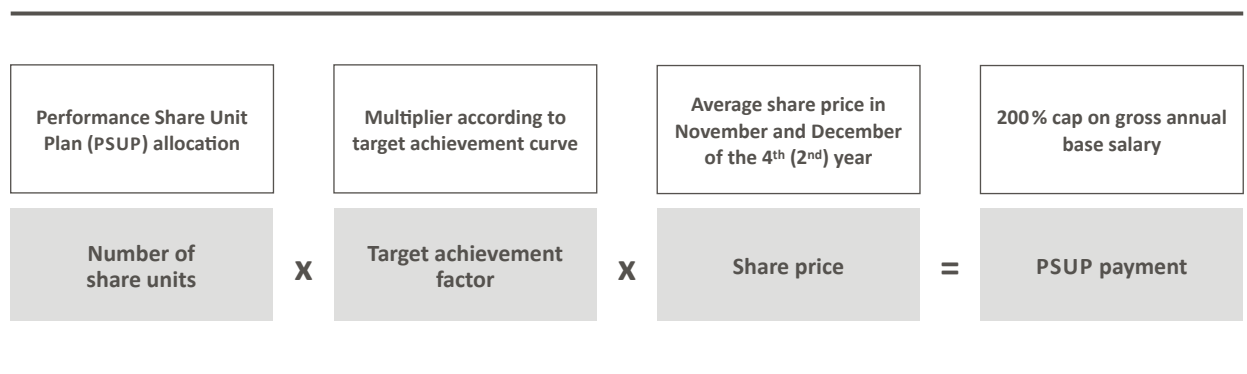 Performance Share Unit
Plan (PSUP) allocation
Multiplier according to
target achievement curve
Average share price in
November and December
of the 4th (2nd) year
200 % cap on gross annual
base salary
Number of
share units
x
Target achievement
factor
x
Share price
=
PSUP payment